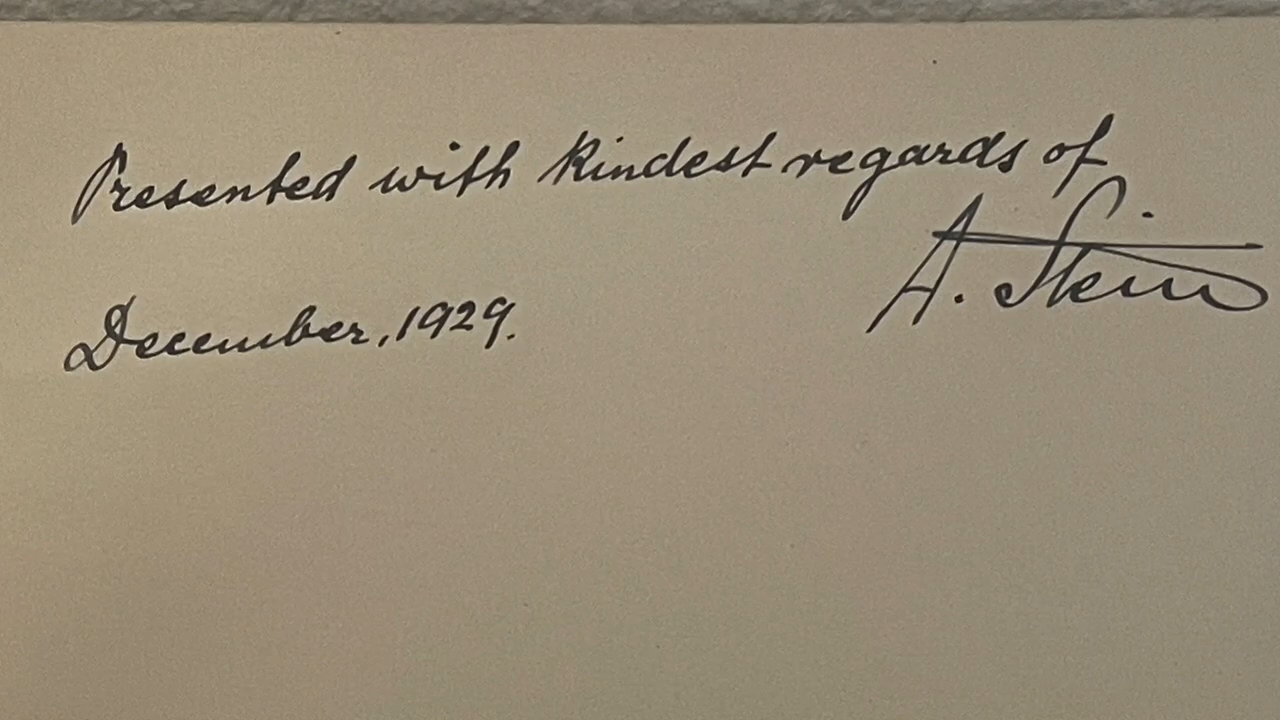 Presented with kindest regards of
A. Stein
December, 1929.